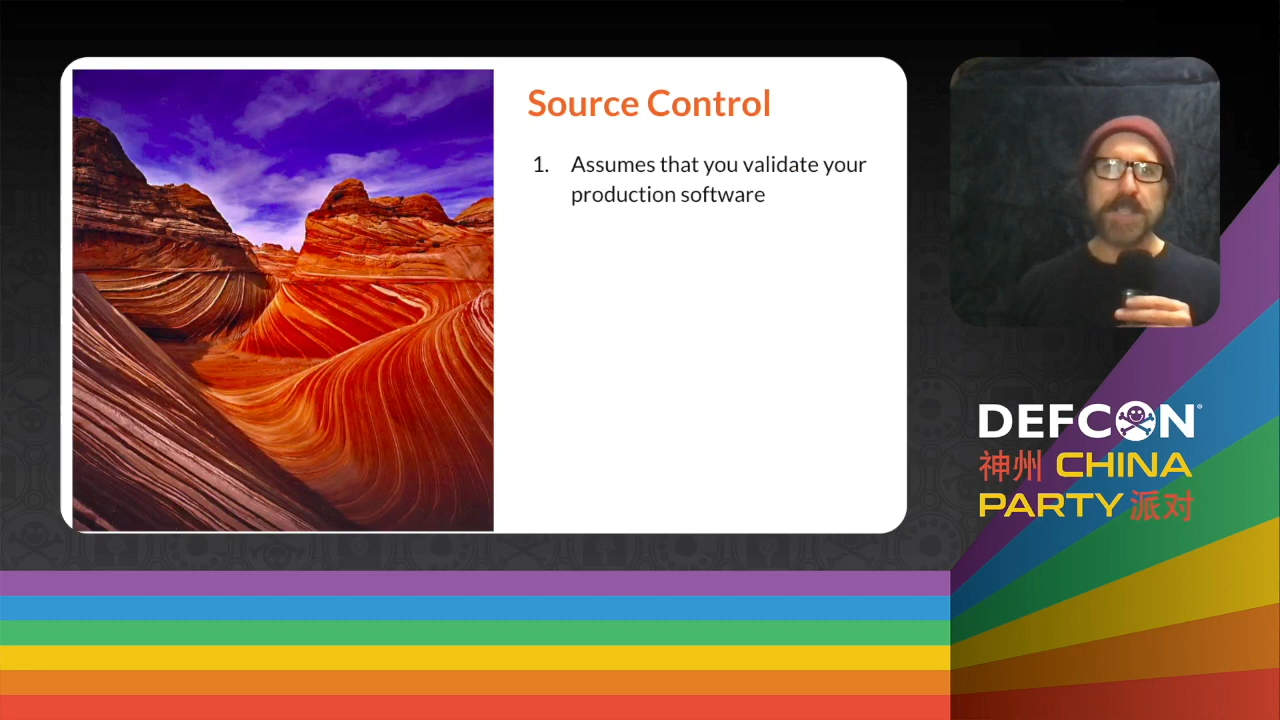 Source Control
1. Assumes that you validate your
production software
DEFCON®
神州 CHINA
PARTY 派对